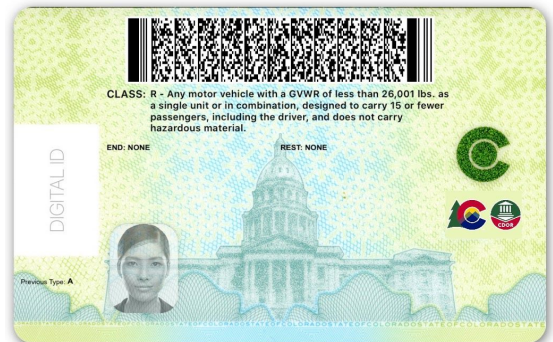 CLASS: R - Any motor vehicle with a GVWR of less than 26,001 lbs. as
a single unit or in combination, designed to carry 15 or fewer
passengers, including the driver, and does not carry
hazardous material.
END: NONE REST: NONE
DIGITAL ID
C
CDOR
Previous Type: A
STATEOFCOLORADOSTATEOFCOLORADOSTATEOFCOLORADO